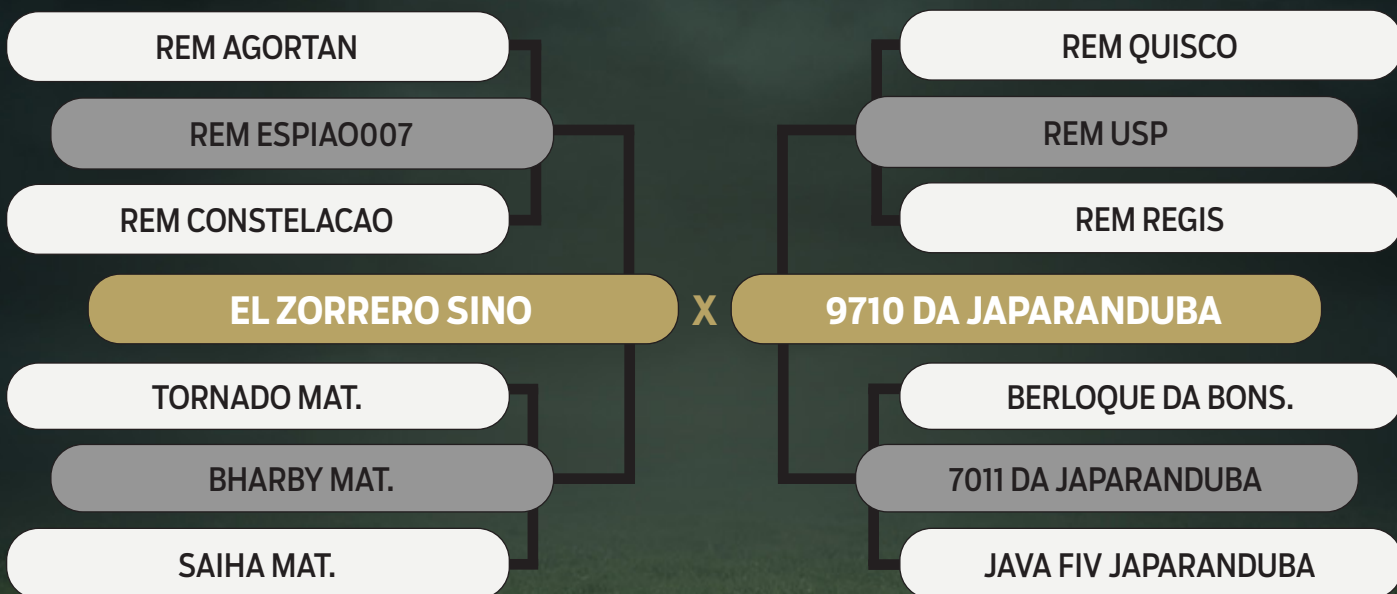 REM AGORTAN
REM ESPIAO007
REM CONSTELACAO
EL ZORRERO SINO
TORNADO MAT.
BHARBY MAT.
SAIHA MAT.
X
REM QUISCO
REM USP
REM REGIS
9710 DA JAPARANDUBA
BERLOQUE DA BONS.
7011 DA JAPARANDUBA
JAVA FIV JAPARANDUBA